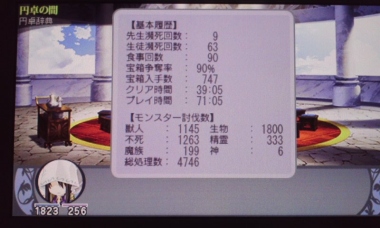 円卓の間
円卓辞典
【基本履歴】
先生瀕死回数： 9
生徒瀕死回数： 63
食事回数： 90
宝箱争奪率： 90%
宝箱入手数： 747
クリア時間： 39:05
プレイ時間： 71:05
【モンスター討伐数】
獣人 1145 生物 1800
不死 1263 精霊 333
魔族 199 神 6
総処理数： 4746
1823 256